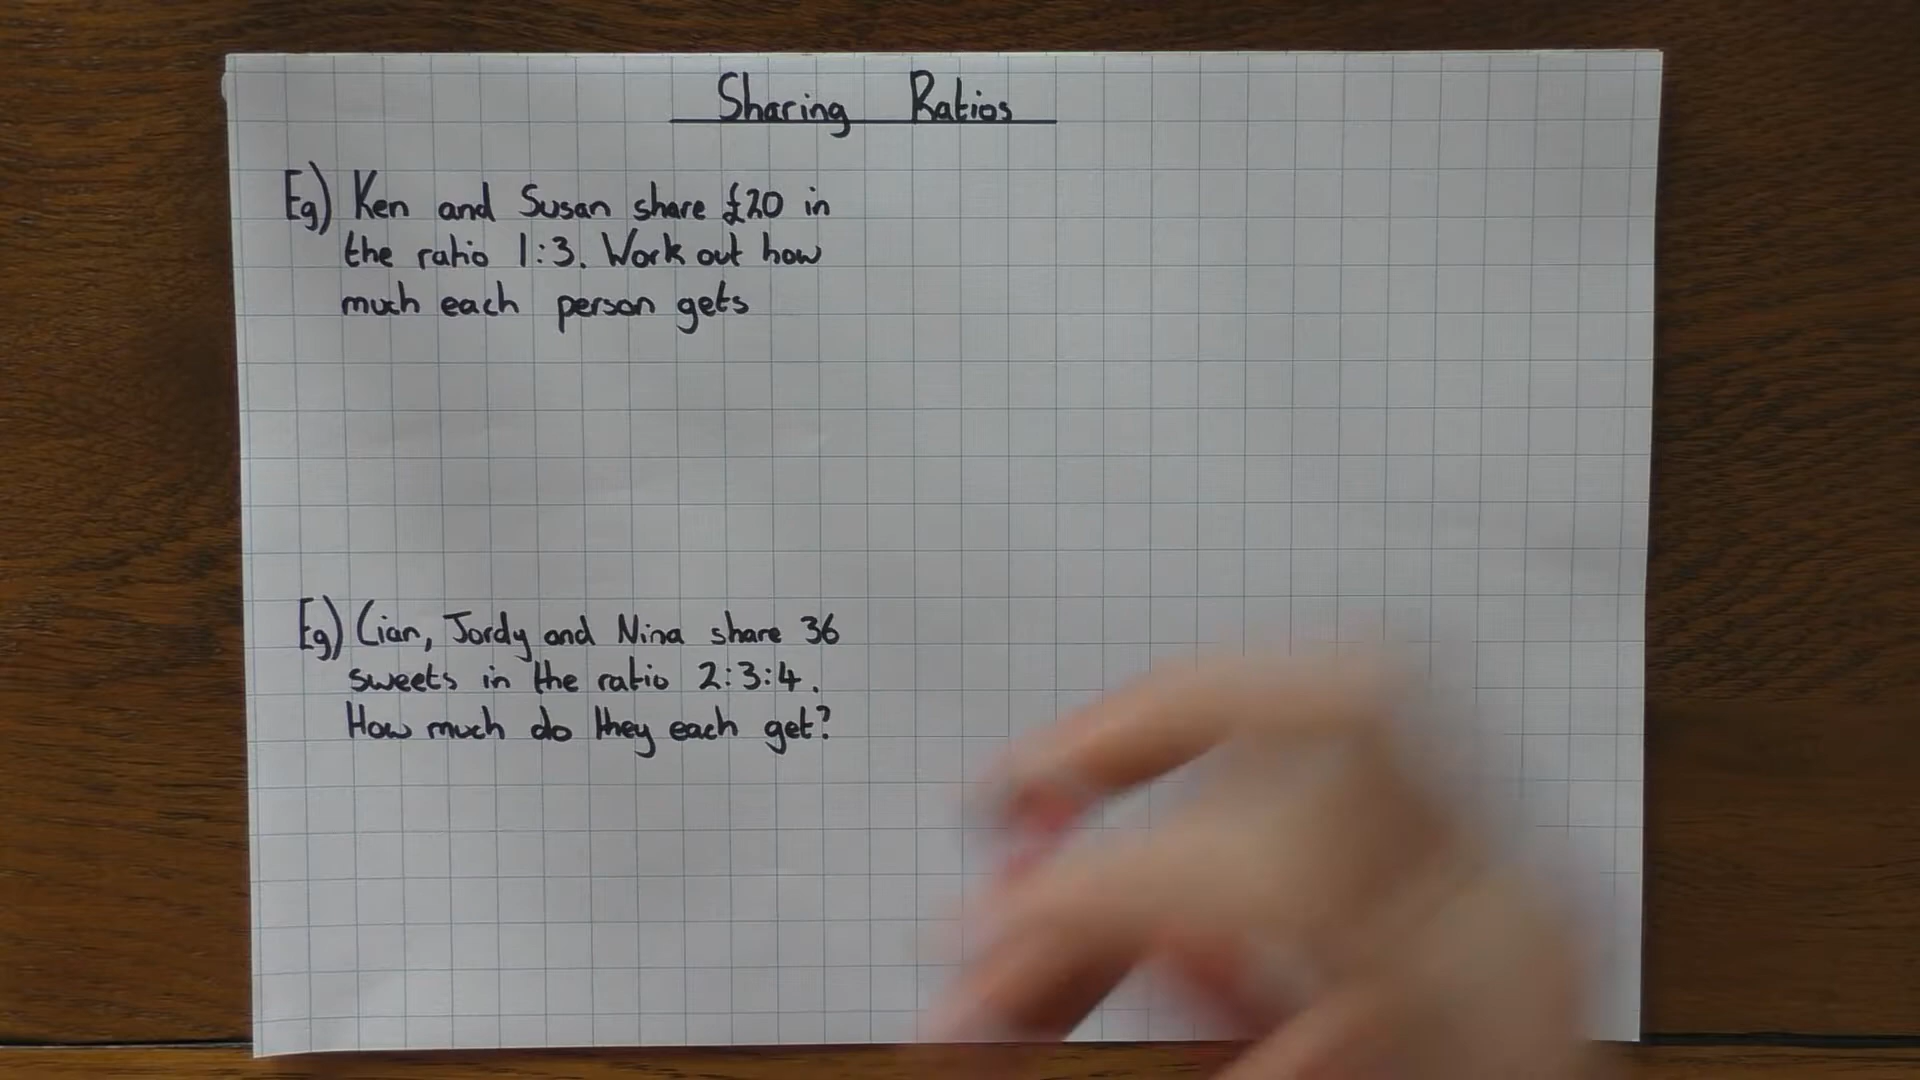 Sharing Ratios
Eg) Ken and Susan share £20 in
the ratio 1:3. Work out how
much each person gets
Eg) Cian, Jordy and Nina share 36
sweets in the ratio 2:3:4.
How much do they each get?